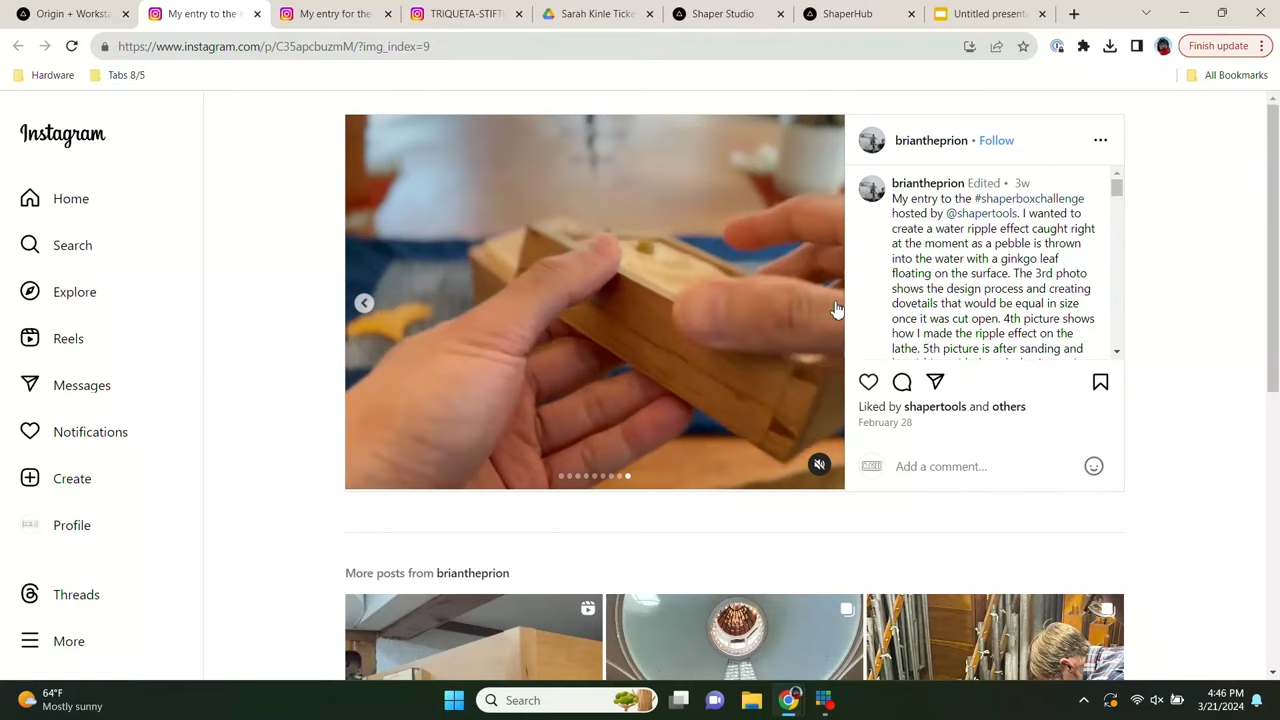 Origin + Worksta
My entry to the
My entry for the
TRIQUETA-STIFT
Sarah Kinle Ticke
Shaper Studio
ShaperHub
Untitled present
https://www.instagram.com/p/C35apcbuzmM/?img_index=9
Finish update
Hardware
Tabs 8/5
All Bookmarks
Instagram
Home
Search
Explore
Reels
Messages
Notifications
Create
Profile
Threads
More
briantheprion • Follow
briantheprion Edited • 3w
My entry to the #shaperboxchallenge
hosted by @shapertools. I wanted to
create a water ripple effect caught right
at the moment as a pebble is thrown
into the water with a ginkgo leaf
floating on the surface. The 3rd photo
shows the design process and creating
dovetails that would be equal in size
once it was cut open. 4th picture shows
how I made the ripple effect on the
lathe. 5th picture is after sanding and
Liked by shapertools and others
February 28
Add a comment...
More posts from briantheprion
64°F
Mostly sunny
Search
4:46 PM
3/21/2024